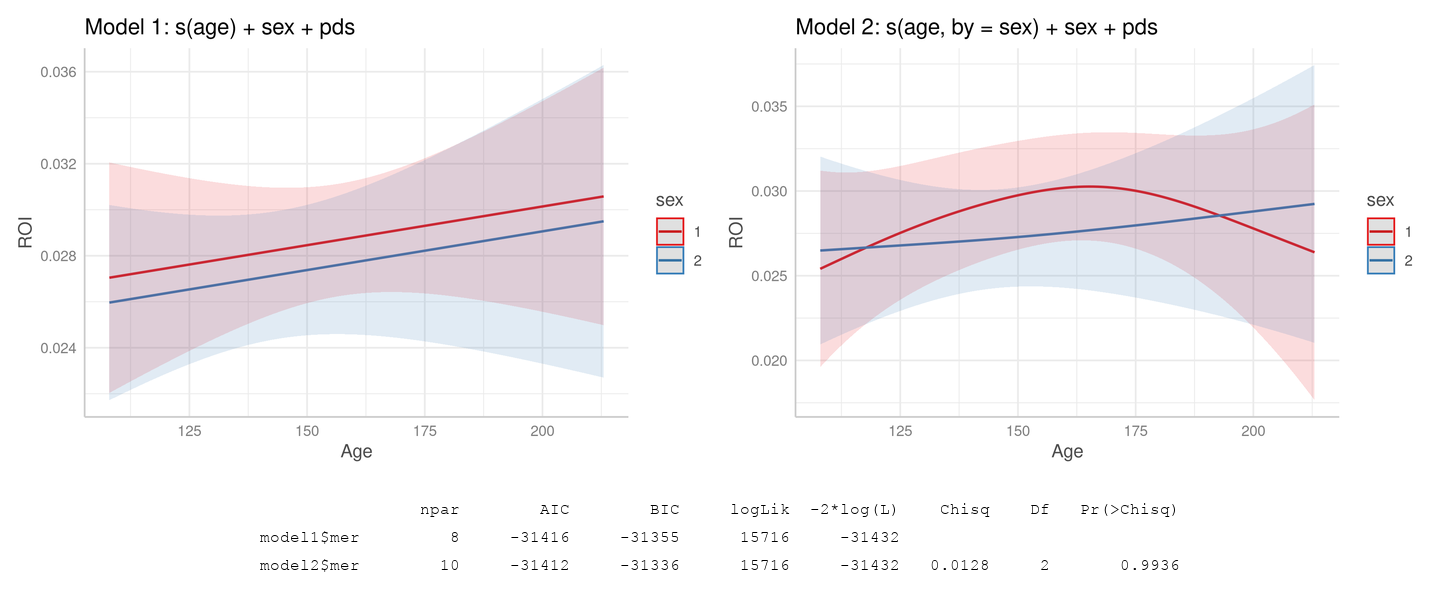 Model 1: s(age) + sex + pds
0.036
0.032
0.028
0.024
ROI
125 150 175 200
Age
sex
1
2
Model 2: s(age, by = sex) + sex + pds
0.035
0.030
0.025
0.020
ROI
125 150 175 200
Age
sex
1
2
npar AIC BIC logLik -2*log(L) Chisq Df Pr(>Chisq)
model1$mer 8 -31416 -31355 15716 -31432
model2$mer 10 -31412 -31336 15716 -31432 0.0128 2 0.9936